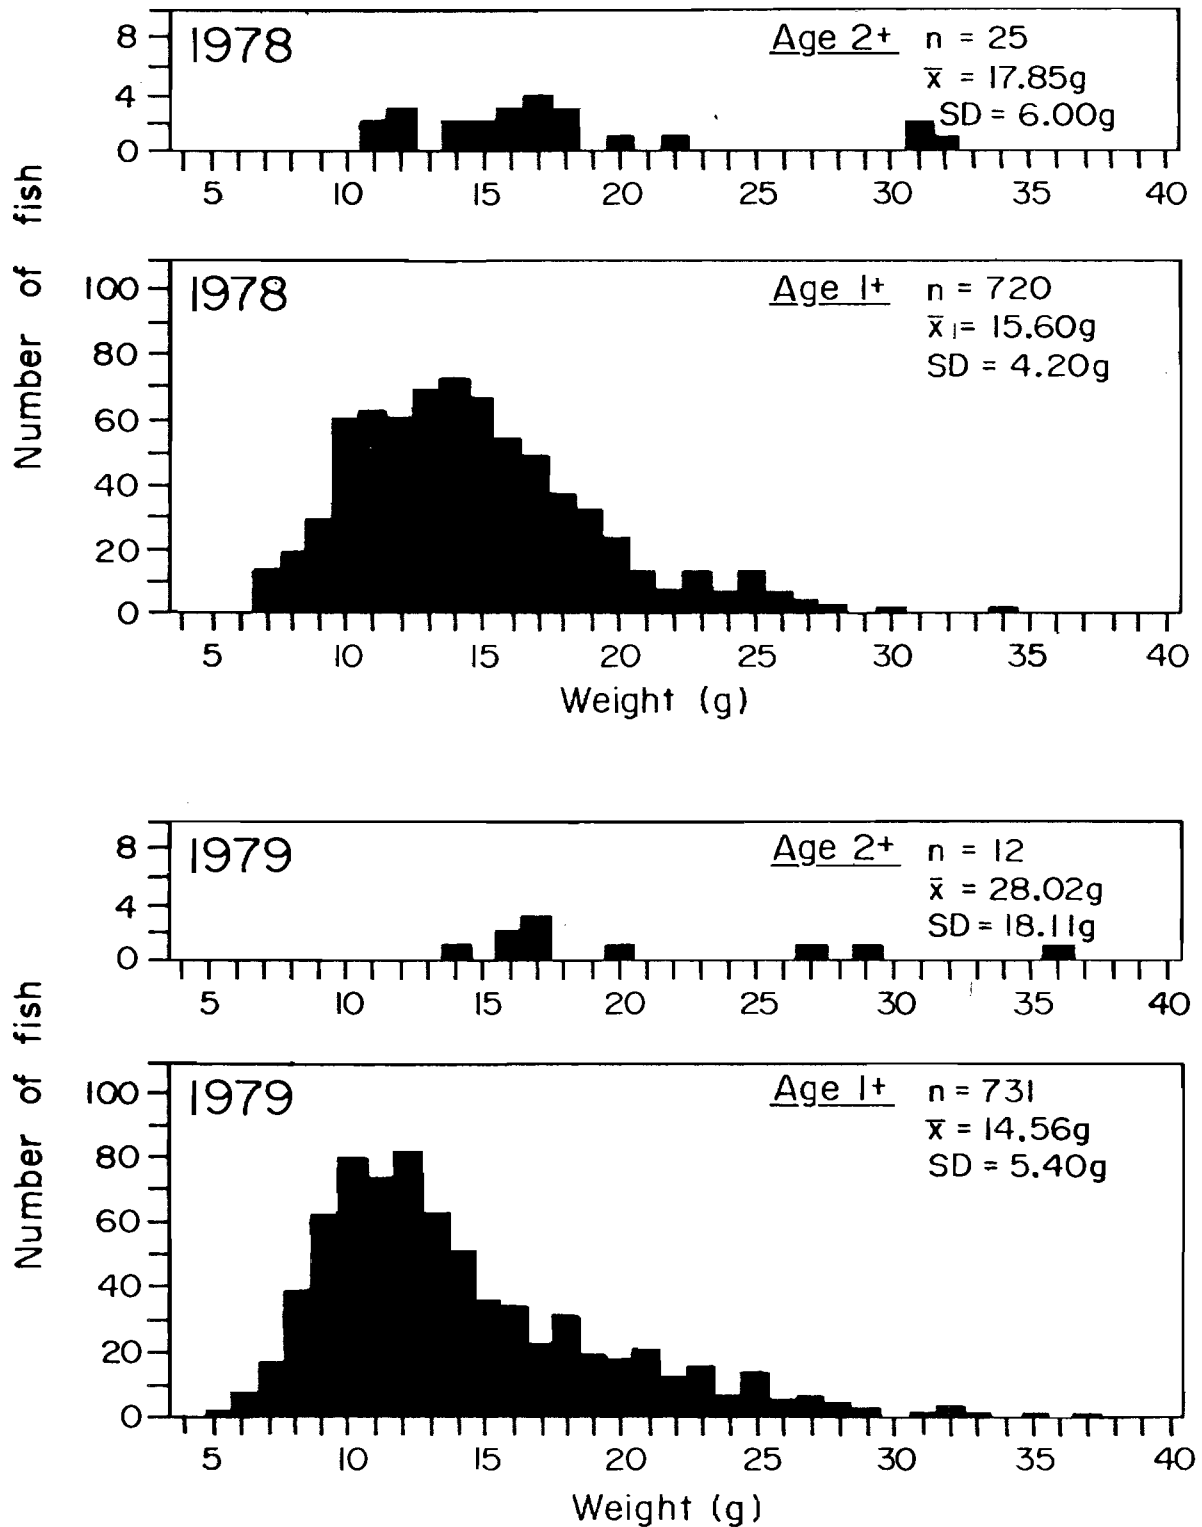 1978
Age 2+ n = 25
x̄ = 17.85g
SD = 6.00g
8
4
0
5 10 15 20 25 30 35 40
Number of fish
1978
Age 1+ n = 720
x̄ = 15.60g
SD = 4.20g
100
80
60
40
20
0
5 10 15 20 25 30 35 40
Weight (g)
1979
Age 2+ n = 12
x̄ = 28.02g
SD = 18.11g
8
4
0
5 10 15 20 25 30 35 40
Number of fish
1979
Age 1+ n = 731
x̄ = 14.56g
SD = 5.40g
100
80
60
40
20
0
5 10 15 20 25 30 35 40
Weight (g)